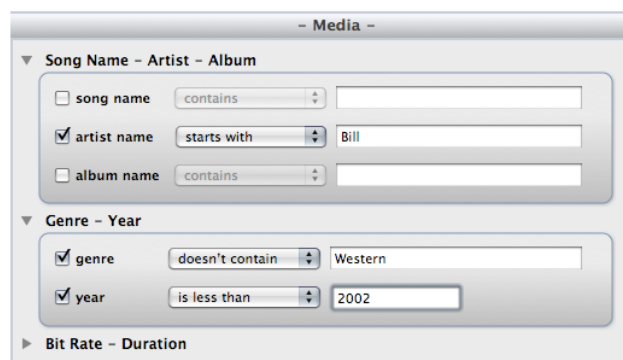 – Media –
Song Name – Artist – Album
song name contains
artist name starts with Bill
album name contains
Genre – Year
genre doesn't contain Western
year is less than 2002
Bit Rate – Duration